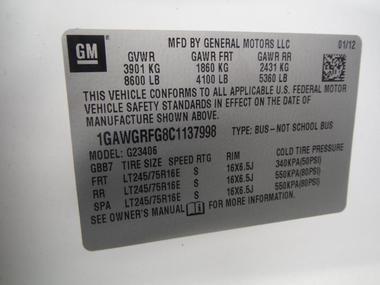 GM
MFD BY GENERAL MOTORS LLC 01/12
GVWR GAWR FRT GAWR RR
3901 KG 1860 KG 2431 KG
8600 LB 4100 LB 5360 LB
THIS VEHICLE CONFORMS TO ALL APPLICABLE U.S. FEDERAL MOTOR
VEHICLE SAFETY STANDARDS IN EFFECT ON THE DATE OF
MANUFACTURE SHOWN ABOVE.
1GAWGRFG8C1137998 TYPE: BUS-NOT SCHOOL BUS
MODEL: G23406
GBB7 TIRE SIZE SPEED RTG RIM COLD TIRE PRESSURE
FRT LT245/75R16E S 16X6.5J 340KPA(50PSI)
RR LT245/75R16E S 16X6.5J 550KPA(80PSI)
SPA LT245/75R16E S 16X6.5J 550KPA(80PSI)
SEE OWNER'S MANUAL FOR MORE INFORMATION.